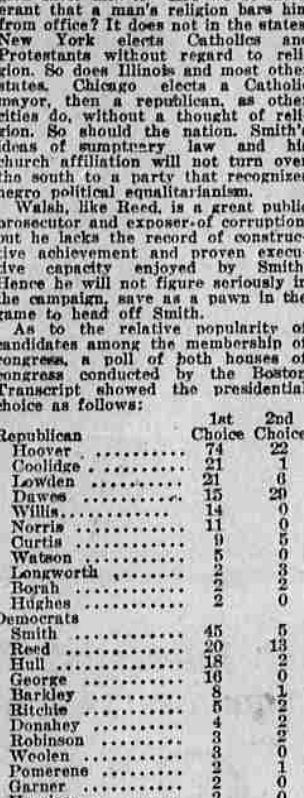 erant that a man's religion bars him
from office? It does not in the states
New York elects Catholics and
Protestants without regard to reli-
gion. So does Illinois and most other
states. Chicago elects a Catholic
mayor, then a republican, as other
cities do, without a thought of reli-
gion. So should the nation. Smith's
ideas of sumptuary law and his
church affiliation will not turn over
the south to a party that recognizes
negro political equalitarianism.
Walsh, like Reed, is a great public
prosecutor and exposer of corruption
but he lacks the record of construc-
tive achievement and proven execu-
tive capacity enjoyed by Smith
Hence he will not figure seriously in
the campaign, save as a pawn in the
game to head off Smith.
As to the relative popularity of
candidates among the membership of
congress, a poll of both houses of
congress conducted by the Boston
Transcript showed the presidential
choice as follows:
1st 2nd
Republican Choice Choice
Hoover .......... 74 22
Coolidge .......... 21 1
Lowden .......... 21 6
Dawes .......... 15 29
Willis .......... 14 0
Norris .......... 11 0
Curtis .......... 9 5
Watson .......... 5 0
Longworth ....... 2 3
Borah .......... 2 2
Hughes .......... 2 0
Democrats
Smith .......... 45 5
Reed .......... 20 13
Hull .......... 18 2
George .......... 16 0
Barkley .......... 8 1
Ritchie .......... 5 2
Donahey .......... 4 2
Robinson .......... 3 2
Woolen .......... 3 0
Pomerene .......... 2 1
Garner .......... 2 0